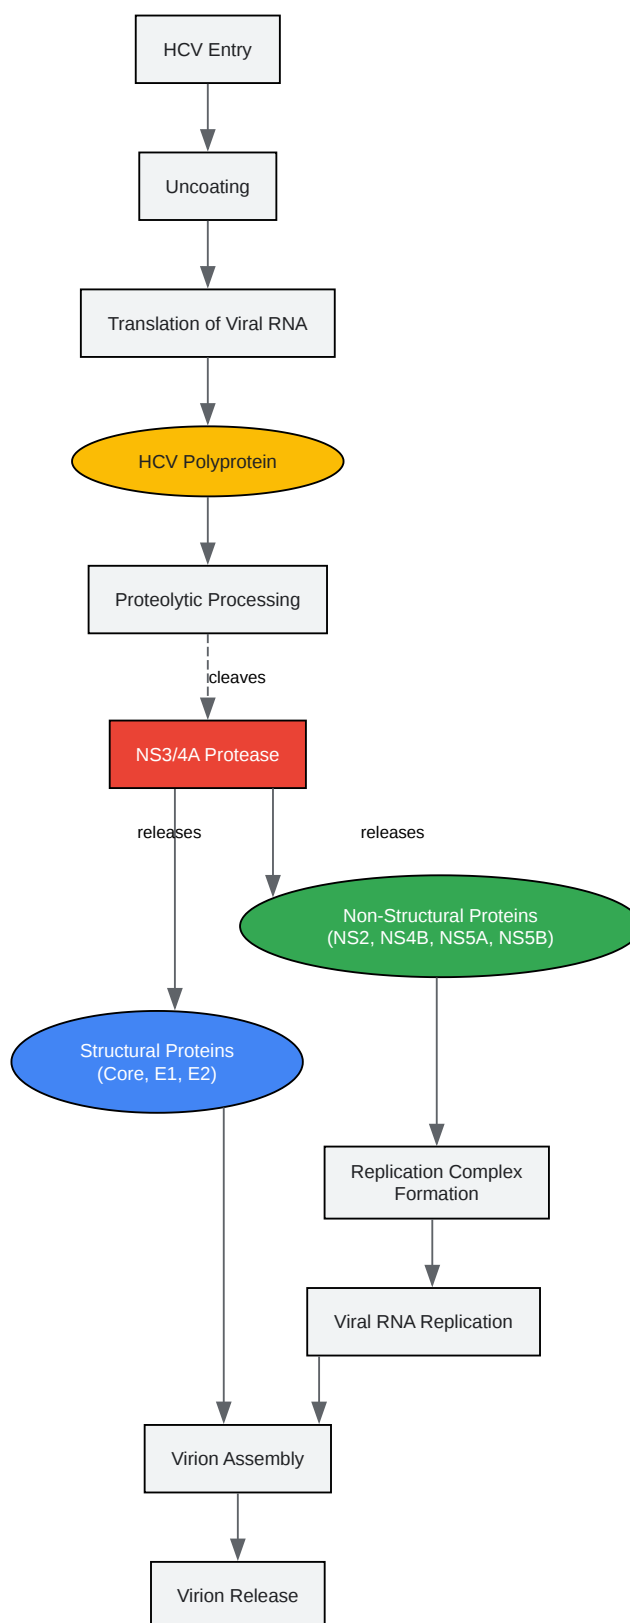 HCV Entry
Uncoating
Translation of Viral RNA
HCV Polyprotein
Proteolytic Processing
cleaves
NS3/4A Protease
releases
releases
Non-Structural Proteins
(NS2, NS4B, NS5A, NS5B)
Structural Proteins
(Core, E1, E2)
Replication Complex
Formation
Viral RNA Replication
Virion Assembly
Virion Release